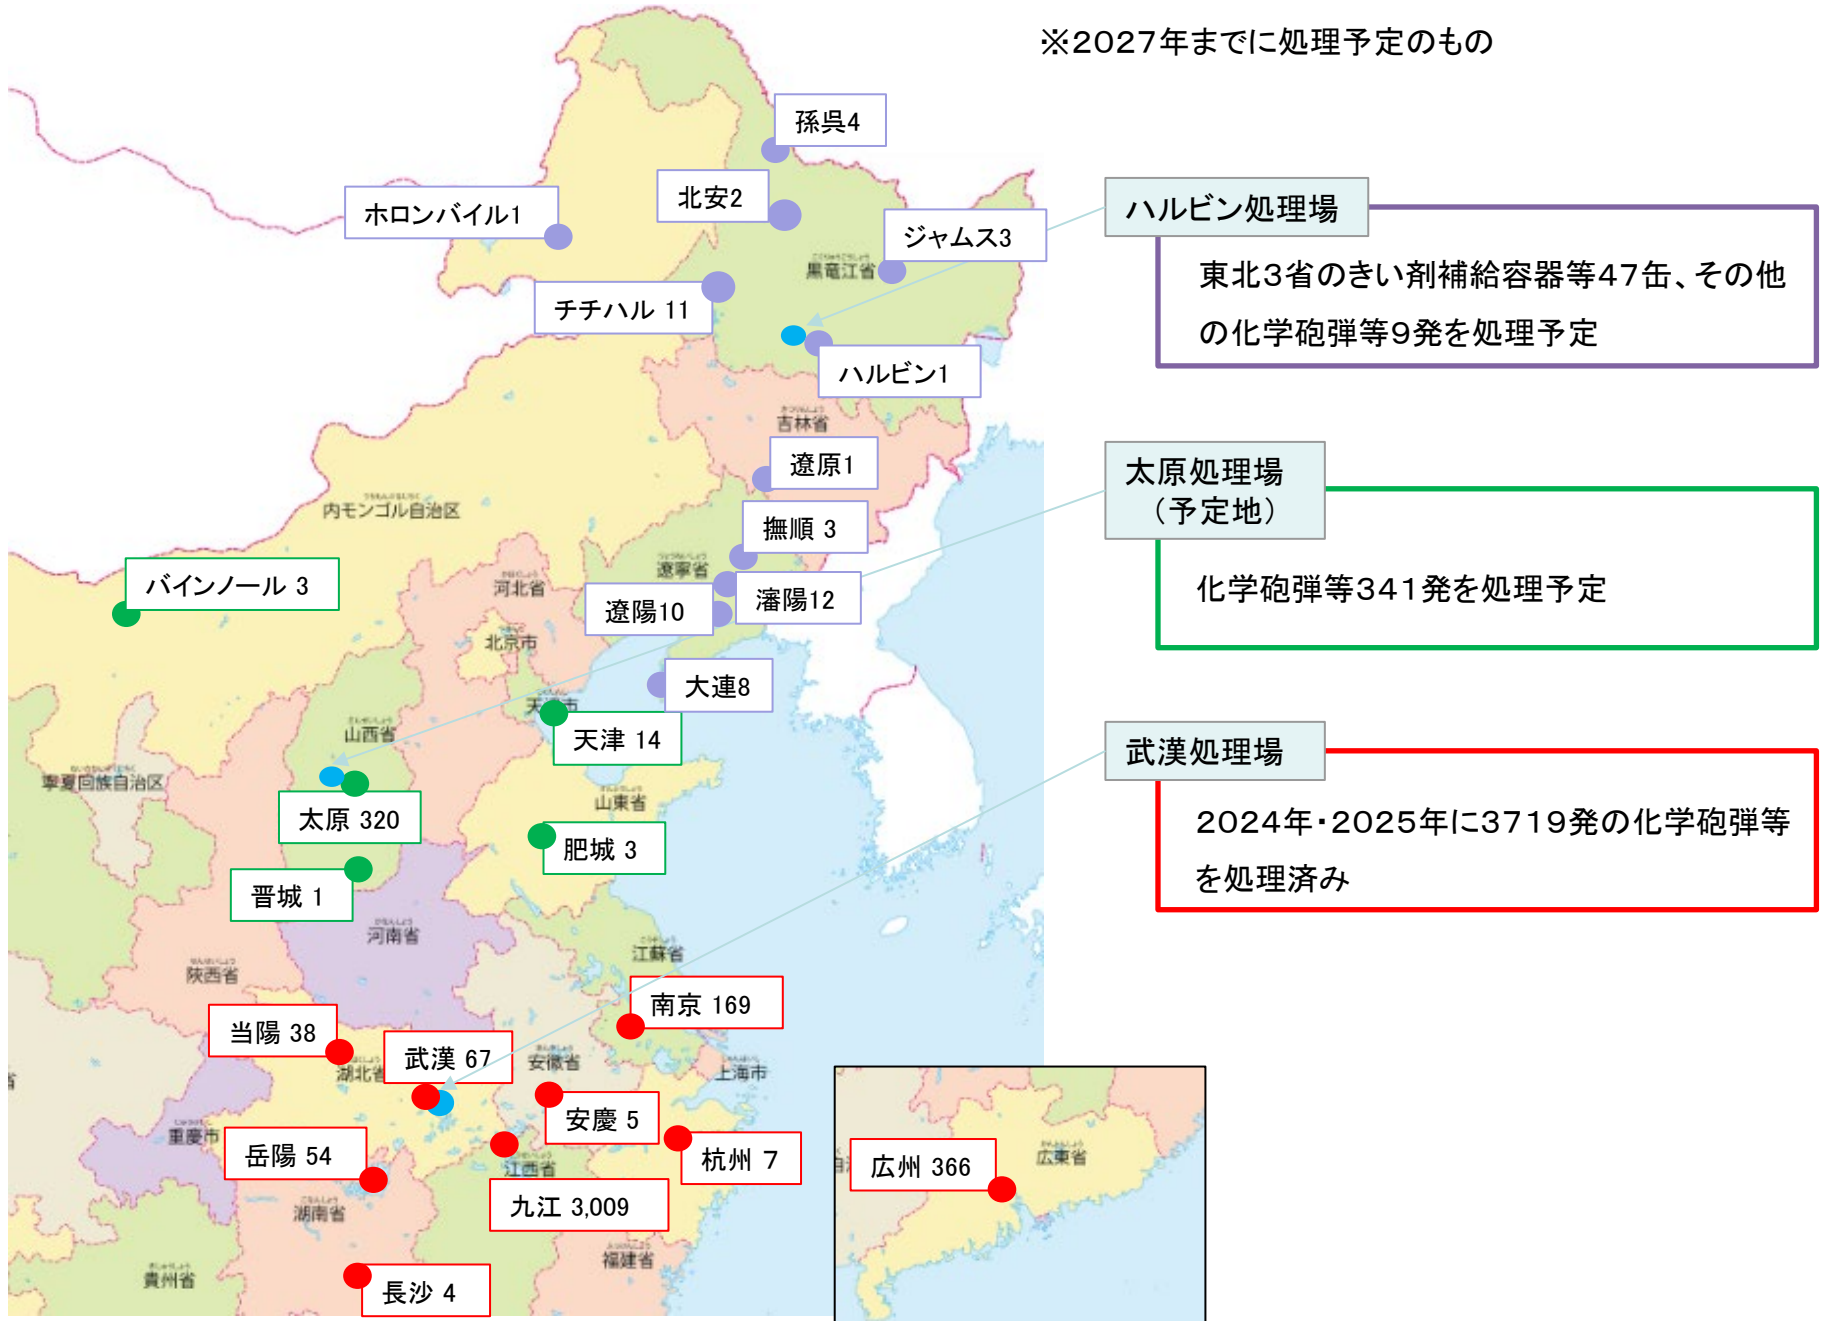 ※2027年までに処理予定のもの
孫呉4
北安2
ホロンバイル1
ジャムス3
黒竜江省
チチハル 11
ハルビン1
吉林省
遼原1
内モンゴル自治区
撫順 3
遼寧省
瀋陽12
遼陽10
河北省
バインノール 3
北京市
大連8
天津市
天津 14
山西省
寧夏回族自治区
山東省
太原 320
肥城 3
晋城 1
河南省
江蘇省
陝西省
南京 169
当陽 38
武漢 67
安徽省
湖北省
上海市
安慶 5
重慶市
岳陽 54
江西省
杭州 7
九江 3,009
湖南省
福建省
貴州省
長沙 4
広州 366
広東省
ハルビン処理場
東北3省のきい剤補給容器等47缶、その他
の化学砲弾等9発を処理予定
太原処理場
（予定地）
化学砲弾等341発を処理予定
武漢処理場
2024年・2025年に3719発の化学砲弾等
を処理済み